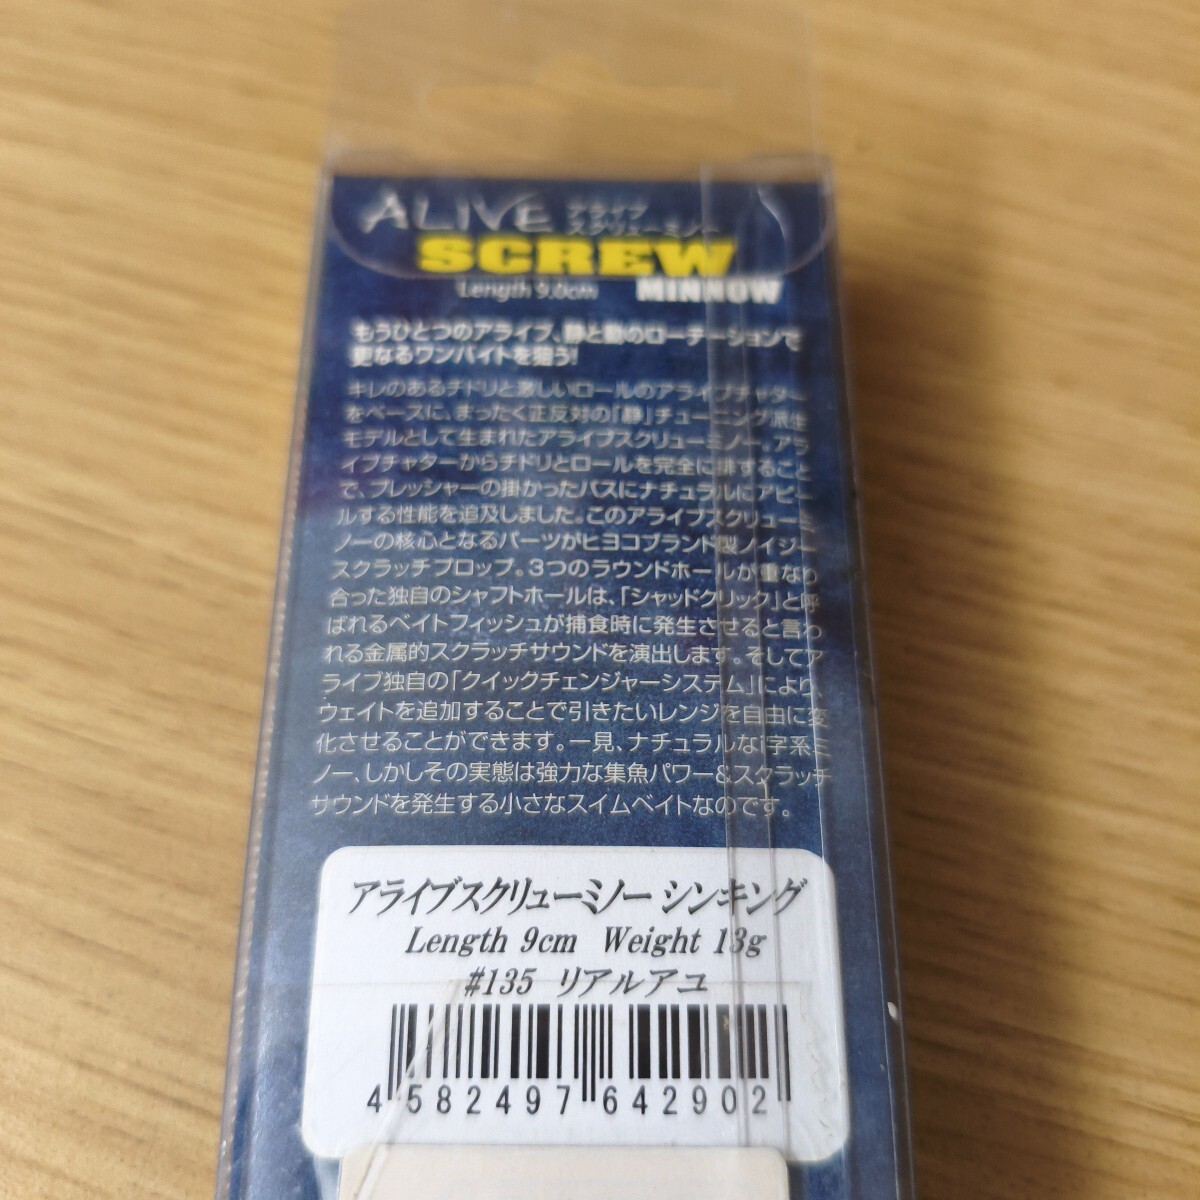 ALIVE アライブ
スクリューミノー
SCREW
Length 9.0cm MINNOW
もうひとつのアライブ、静と動のローテーションで
更なるワンバイトを狙う!
キレのあるチドリと激しいロールのアライブチャター
をベースに、まったく正反対の「静」チューニング派生
モデルとして生まれたアライブスクリューミノー。アラ
イブチャターからチドリとロールを完全に排すること
で、プレッシャーの掛かったバスにナチュラルにアピー
ルする性能を追及しました。このアライブスクリューミ
ノーの核心となるパーツがヒヨコブランド製ノイジー
スクラッチプロップ。3つのラウンドホールが重なり
合った独自のシャフトホールは、「シャッドクリック」と呼
ばれるベイトフィッシュが捕食時に発生させると言わ
れる金属的スクラッチサウンドを演出します。そしてア
ライブ独自の「クイックチェンジャーシステム」により、
ウェイトを追加することで引きたいレンジを自由に変
化させることができます。一見、ナチュラルなI字系ミ
ノー、しかしその実態は強力な集魚パワー&スクラッチ
サウンドを発生する小さなスイムベイトなのです。
アライブスクリューミノー シンキング
Length 9cm Weight 13g
#135 リアルアユ
4 582497 642902